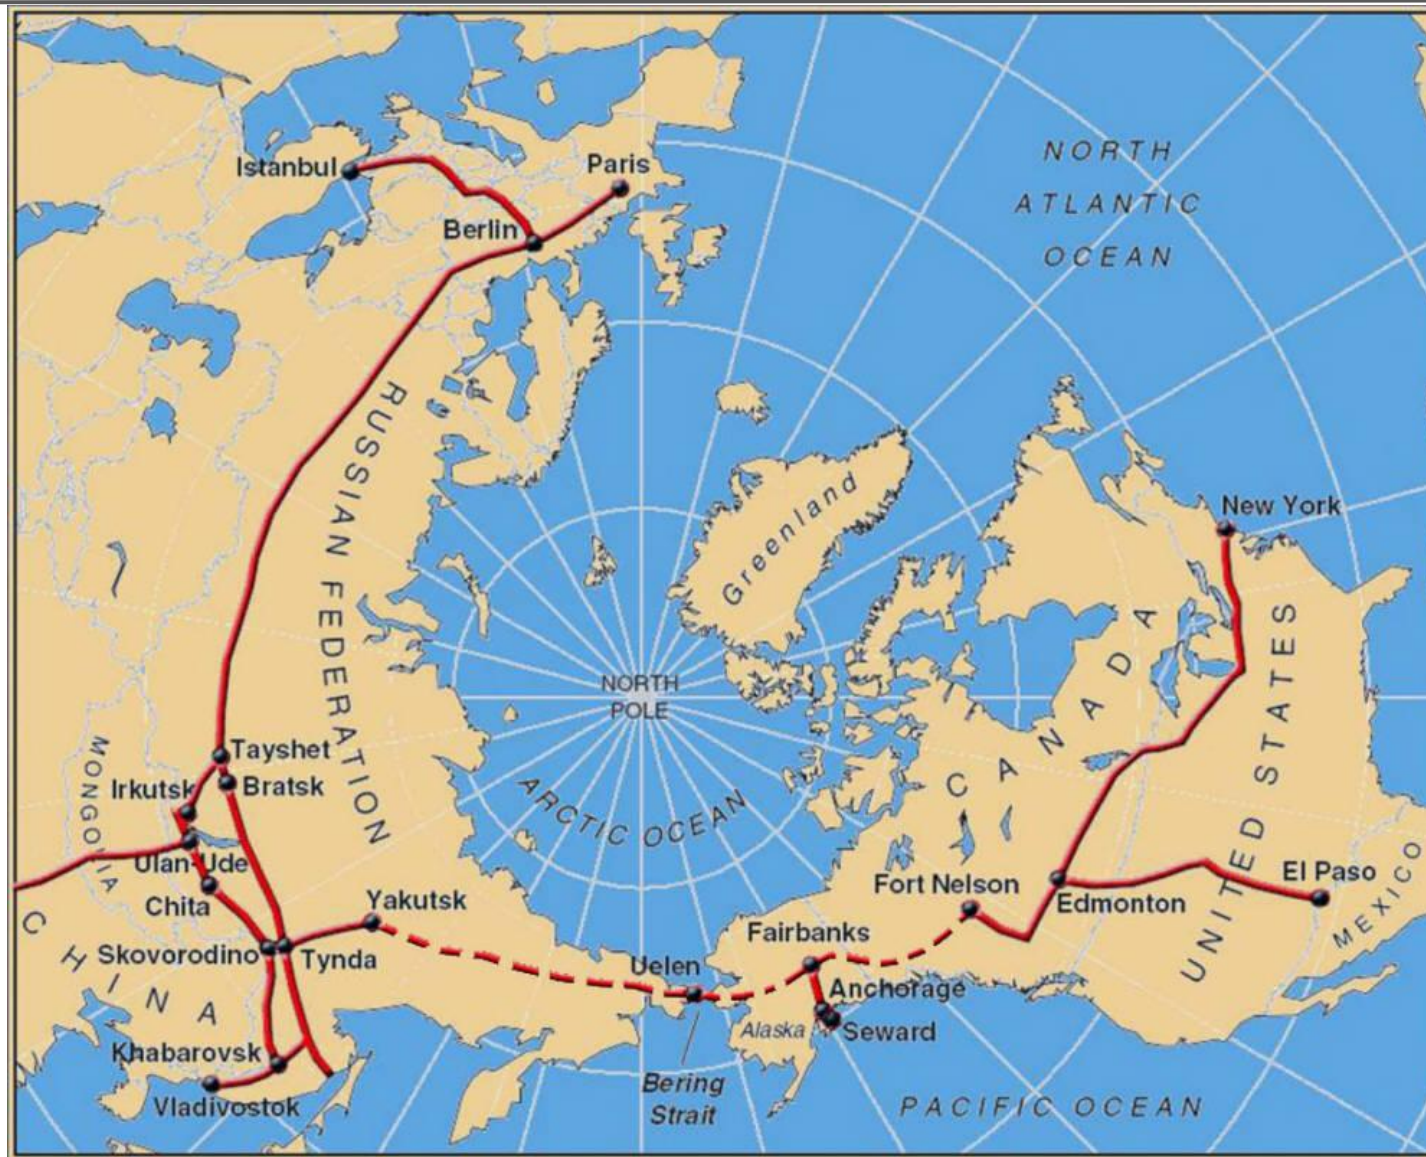 NORTH
ATLANTIC
OCEAN
Istanbul
Paris
Berlin
RUSSIAN FEDERATION
Greenland
New York
NORTH
POLE
CANADA
UNITED STATES
ARCTIC OCEAN
MONGOLIA
Tayshet
Irkutsk
Bratsk
Ulan-Ude
Chita
CHINA
Yakutsk
Skovorodino
Tynda
Uelen
Fairbanks
Fort Nelson
Edmonton
El Paso
MEXICO
Anchorage
Alaska
Seward
Khabarovsk
Vladivostok
Bering
Strait
PACIFIC OCEAN